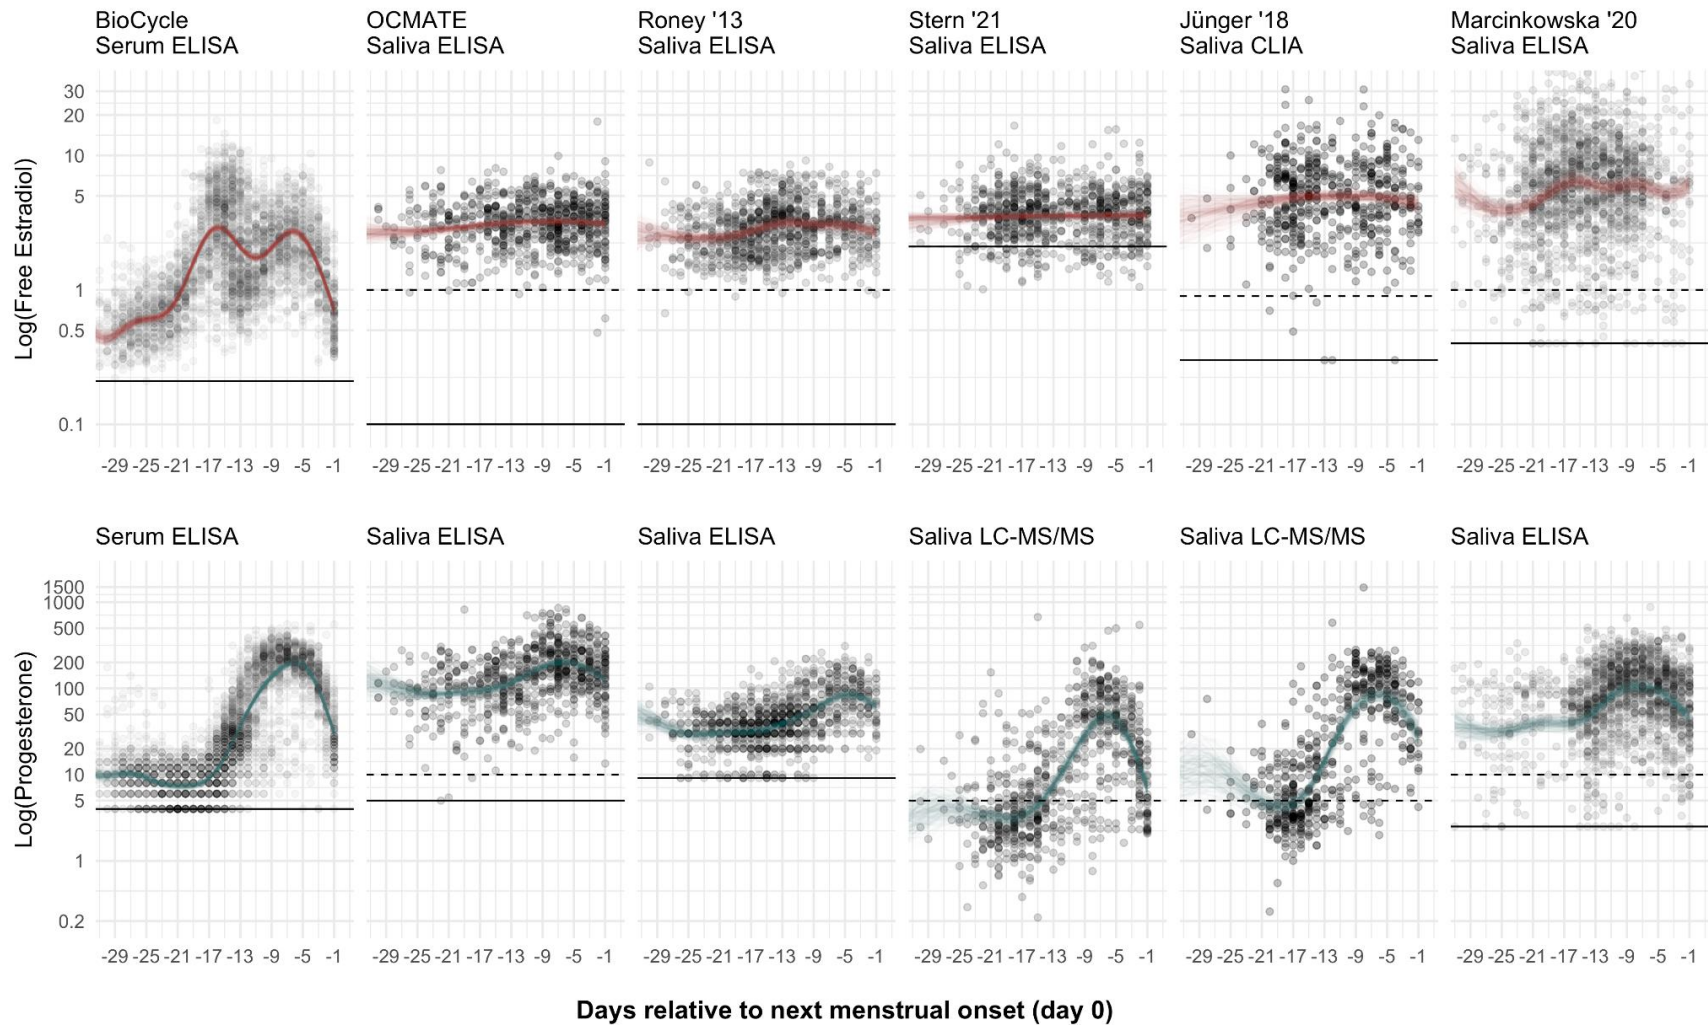 BioCycle
Serum ELISA
OCMATE
Saliva ELISA
Roney '13
Saliva ELISA
Stern '21
Saliva ELISA
Jünger '18
Saliva CLIA
Marcinkowska '20
Saliva ELISA
Log(Free Estradiol)
30
20
10
5
1
0.5
0.1
-29 -25 -21 -17 -13 -9 -5 -1
-29 -25 -21 -17 -13 -9 -5 -1
-29 -25 -21 -17 -13 -9 -5 -1
-29 -25 -21 -17 -13 -9 -5 -1
-29 -25 -21 -17 -13 -9 -5 -1
-29 -25 -21 -17 -13 -9 -5 -1
Serum ELISA
Saliva ELISA
Saliva ELISA
Saliva LC-MS/MS
Saliva LC-MS/MS
Saliva ELISA
Log(Progesterone)
1500
1000
500
200
100
50
20
10
5
1
0.2
-29 -25 -21 -17 -13 -9 -5 -1
-29 -25 -21 -17 -13 -9 -5 -1
-29 -25 -21 -17 -13 -9 -5 -1
-29 -25 -21 -17 -13 -9 -5 -1
-29 -25 -21 -17 -13 -9 -5 -1
-29 -25 -21 -17 -13 -9 -5 -1
Days relative to next menstrual onset (day 0)